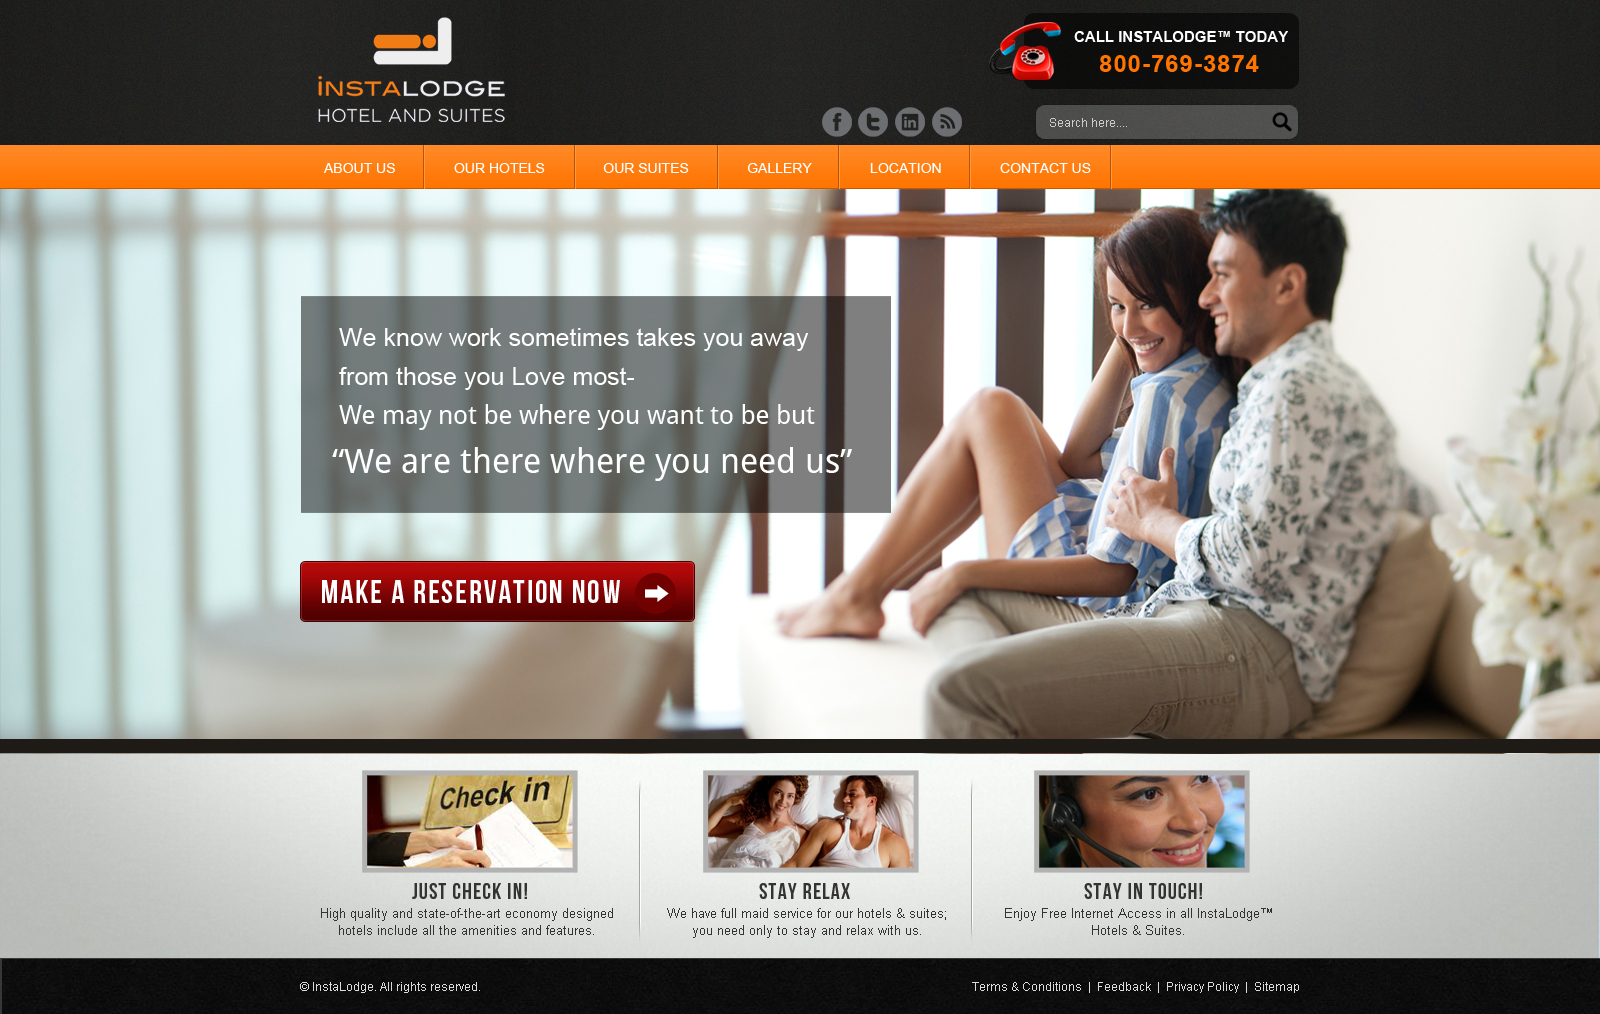 CALL INSTALODGE™ TODAY
800-769-3874
INSTALODGE
HOTEL AND SUITES
Search here....
ABOUT US
OUR HOTELS
OUR SUITES
GALLERY
LOCATION
CONTACT US
We know work sometimes takes you away
from those you Love most-
We may not be where you want to be but
“We are there where you need us”
MAKE A RESERVATION NOW
Check in
JUST CHECK IN!
High quality and state-of-the-art economy designed
hotels include all the amenities and features.
STAY RELAX
We have full maid service for our hotels & suites;
you need only to stay and relax with us.
STAY IN TOUCH!
Enjoy Free Internet Access in all InstaLodge™
Hotels & Suites.
© InstaLodge. All rights reserved.
Terms & Conditions | Feedback | Privacy Policy | Sitemap